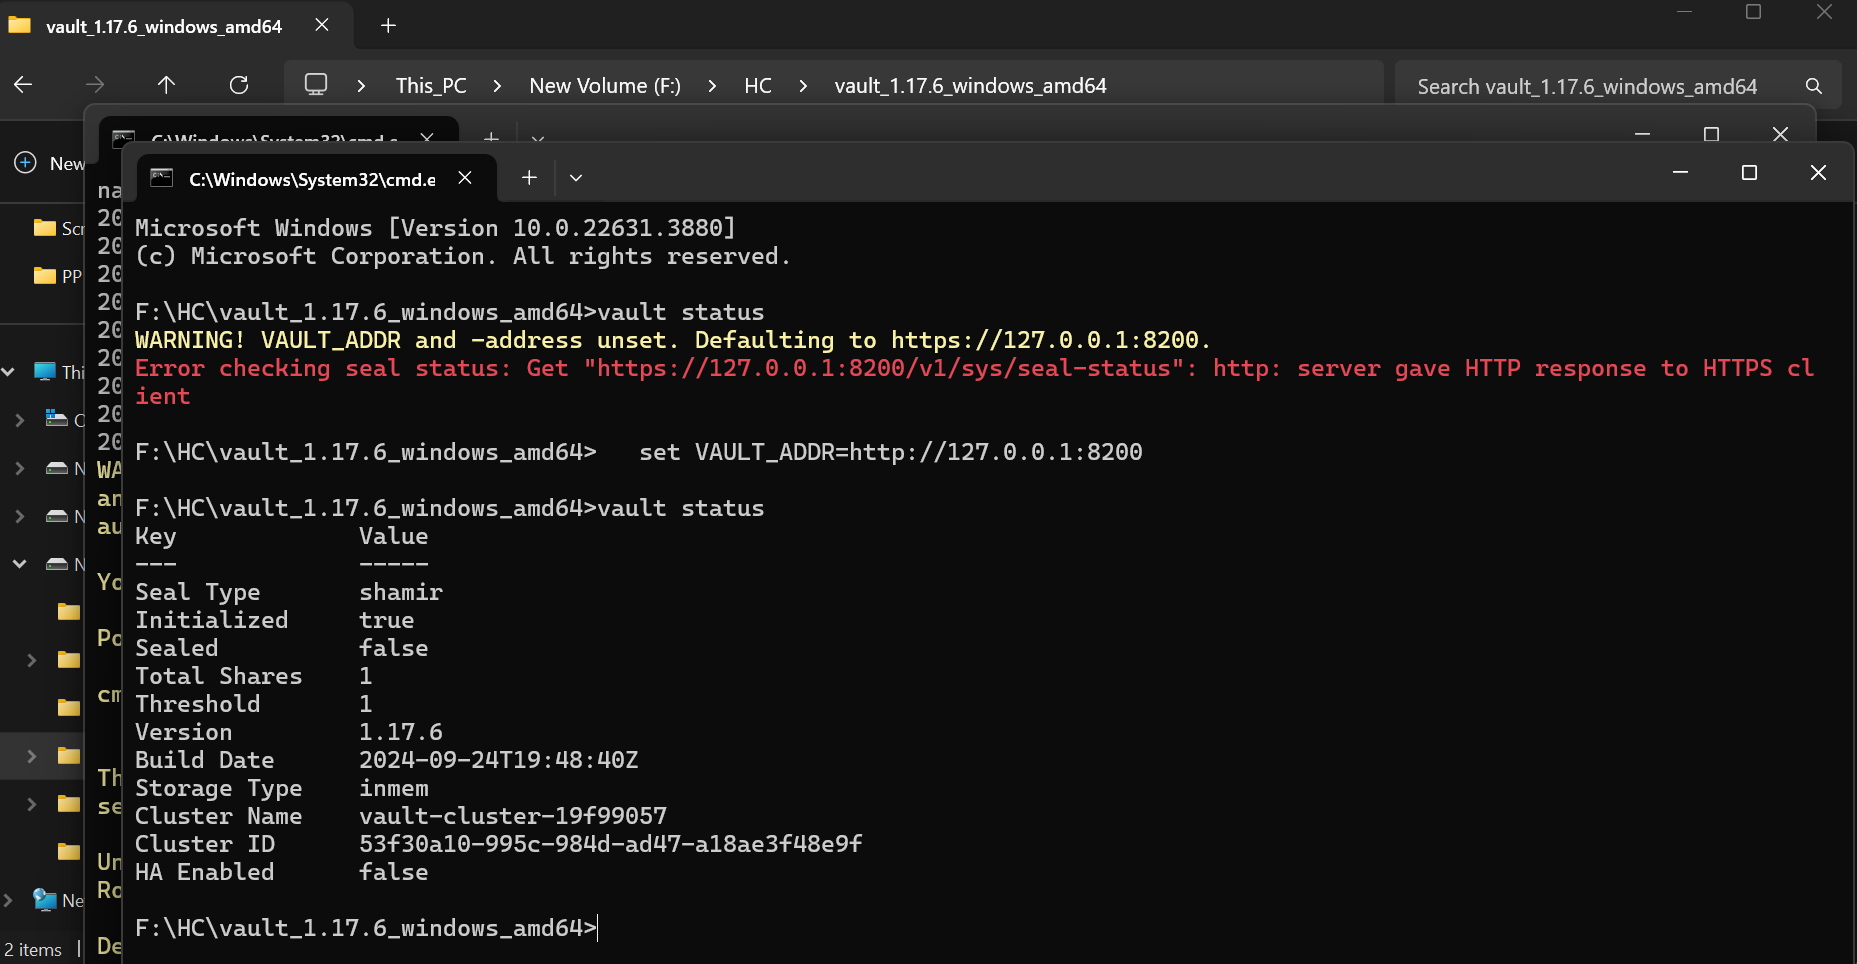 vault_1.17.6_windows_amd64
This_PC > New Volume (F:) > HC > vault_1.17.6_windows_amd64
Search vault_1.17.6_windows_amd64
New
C:\Windows\System32\cmd.e
Microsoft Windows [Version 10.0.22631.3880]
(c) Microsoft Corporation. All rights reserved.
F:\HC\vault_1.17.6_windows_amd64>vault status
WARNING! VAULT_ADDR and -address unset. Defaulting to https://127.0.0.1:8200.
Error checking seal status: Get "https://127.0.0.1:8200/v1/sys/seal-status": http: server gave HTTP response to HTTPS cl
ient
F:\HC\vault_1.17.6_windows_amd64>   set VAULT_ADDR=http://127.0.0.1:8200
F:\HC\vault_1.17.6_windows_amd64>vault status
Key             Value
---             -----
Seal Type       shamir
Initialized     true
Sealed          false
Total Shares    1
Threshold       1
Version         1.17.6
Build Date      2024-09-24T19:48:40Z
Storage Type    inmem
Cluster Name    vault-cluster-19f99057
Cluster ID      53f30a10-995c-984d-ad47-a18ae3f48e9f
HA Enabled      false
F:\HC\vault_1.17.6_windows_amd64>
2 items